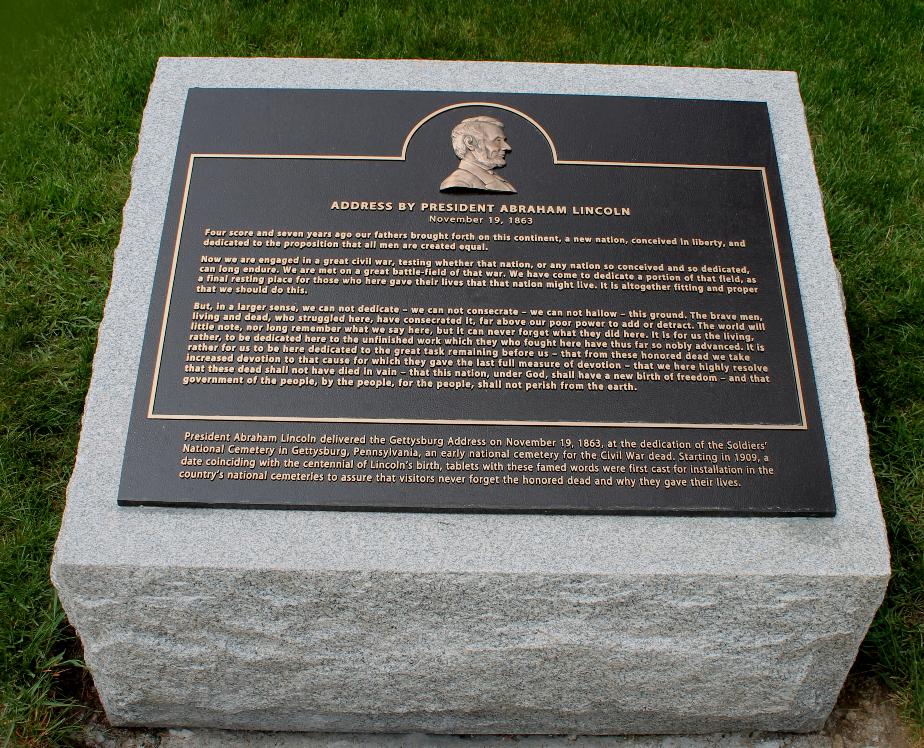 ADDRESS BY PRESIDENT ABRAHAM LINCOLN
November 19, 1863
Four score and seven years ago our fathers brought forth on this continent, a new nation, conceived in liberty, and
dedicated to the proposition that all men are created equal.
Now we are engaged in a great civil war, testing whether that nation, or any nation so conceived and so dedicated,
can long endure. We are met on a great battle-field of that war. We have come to dedicate a portion of that field, as
a final resting place for those who here gave their lives that that nation might live. It is altogether fitting and proper
that we should do this.
But, in a larger sense, we can not dedicate – we can not consecrate – we can not hallow – this ground. The brave men,
living and dead, who struggled here, have consecrated it, far above our poor power to add or detract. The world will
little note, nor long remember what we say here, but it can never forget what they did here. It is for us the living,
rather, to be dedicated here to the unfinished work which they who fought here have thus far so nobly advanced. It is
rather for us to be here dedicated to the great task remaining before us – that from these honored dead we take
increased devotion to that cause for which they gave the last full measure of devotion – that we here highly resolve
that these dead shall not have died in vain – that this nation, under God, shall have a new birth of freedom – and that
government of the people, by the people, for the people, shall not perish from the earth.
President Abraham Lincoln delivered the Gettysburg Address on November 19, 1863, at the dedication of the Soldiers'
National Cemetery in Gettysburg, Pennsylvania, an early national cemetery for the Civil War dead. Starting in 1909, a
date coinciding with the centennial of Lincoln's birth, tablets with these famed words were first cast for installation in the
country's national cemeteries to assure that visitors never forget the honored dead and why they gave their lives.